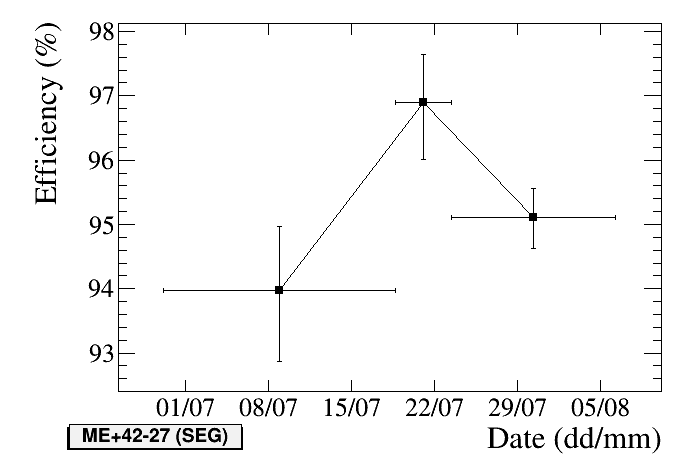 Efficiency (%)
98
97
96
95
94
93
01/07 08/07 15/07 22/07 29/07 05/08
ME+42-27 (SEG)
Date (dd/mm)